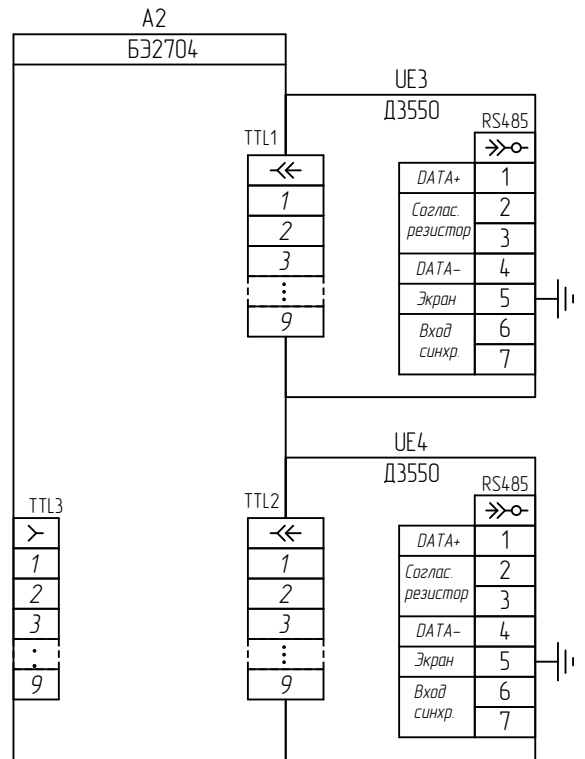 A2
БЭ2704
UE3
Д3550
TTL1
RS485
1
2
3
9
DATA+
1
Соглас.
резистор
2
3
DATA–
4
Экран
5
Вход
синхр.
6
7
UE4
Д3550
TTL3
TTL2
RS485
1
2
3
9
1
2
3
9
DATA+
1
Соглас.
резистор
2
3
DATA–
4
Экран
5
Вход
синхр.
6
7